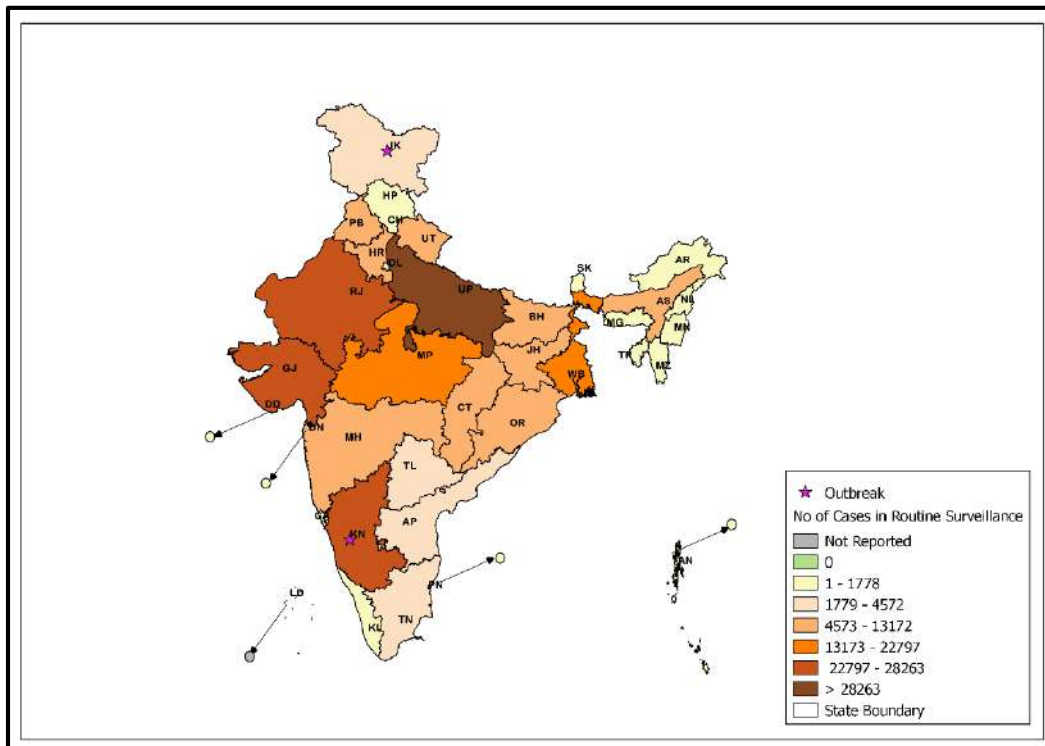 JK
HP
CH
PB
UT
HR
DL
RJ
UP
SK
AR
AS
NL
MG
MN
TR
MZ
BH
JH
MP
WB
GJ
CT
OR
DD
DN
MH
TL
KN
AP
PN
TN
KL
LD
AN
Outbreak
No of Cases in Routine Surveillance
Not Reported
0
1 - 1778
1779 - 4572
4573 - 13172
13173 - 22797
22797 - 28263
> 28263
State Boundary